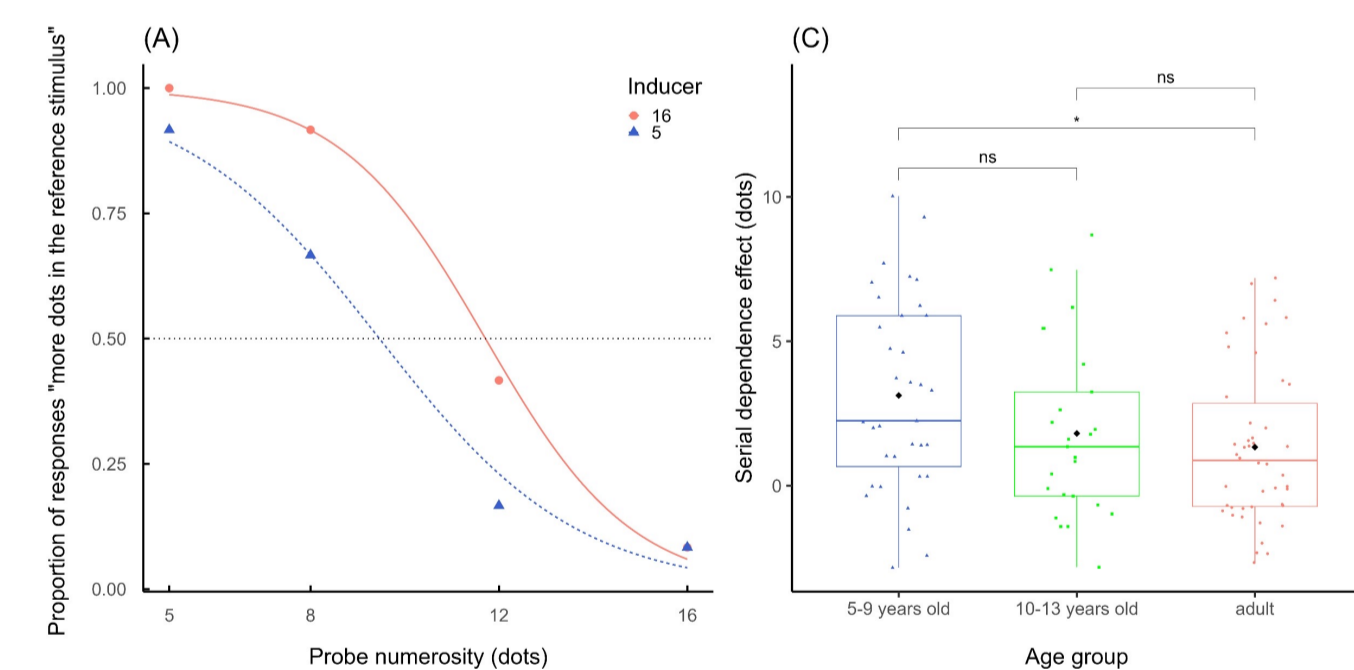 (A)
Proportion of responses "more dots in the reference stimulus"
1.00
0.75
0.50
0.25
0.00
5
8
12
16
Probe numerosity (dots)
Inducer
16
5
(C)
Serial dependence effect (dots)
10
5
0
ns
*
ns
5-9 years old
10-13 years old
adult
Age group